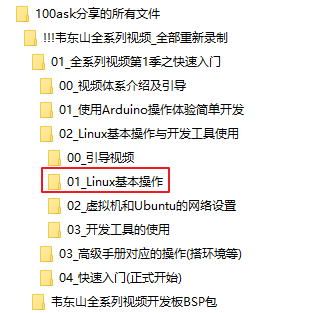 100ask分享的所有文件
!!!韦东山全系列视频_全部重新录制
01_全系列视频第1季之快速入门
00_视频体系介绍及引导
01_使用Arduino操作体验简单开发
02_Linux基本操作与开发工具使用
00_引导视频
01_Linux基本操作
02_虚拟机和Ubuntu的网络设置
03_开发工具的使用
03_高级手册对应的操作(搭环境等)
04_快速入门(正式开始)
韦东山全系列视频开发板BSP包